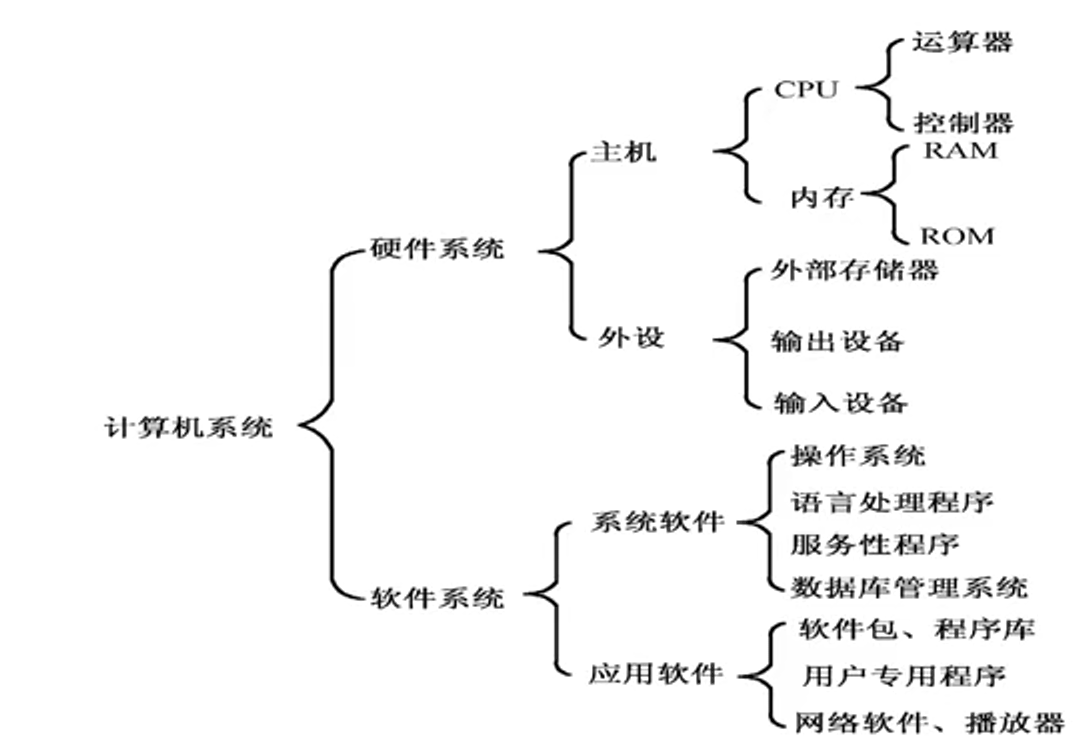 运算器
CPU
控制器
主机
RAM
内存
ROM
硬件系统
外部存储器
外设
输出设备
输入设备
计算机系统
操作系统
语言处理程序
系统软件
服务性程序
数据库管理系统
软件系统
软件包、程序库
应用软件
用户专用程序
网络软件、播放器